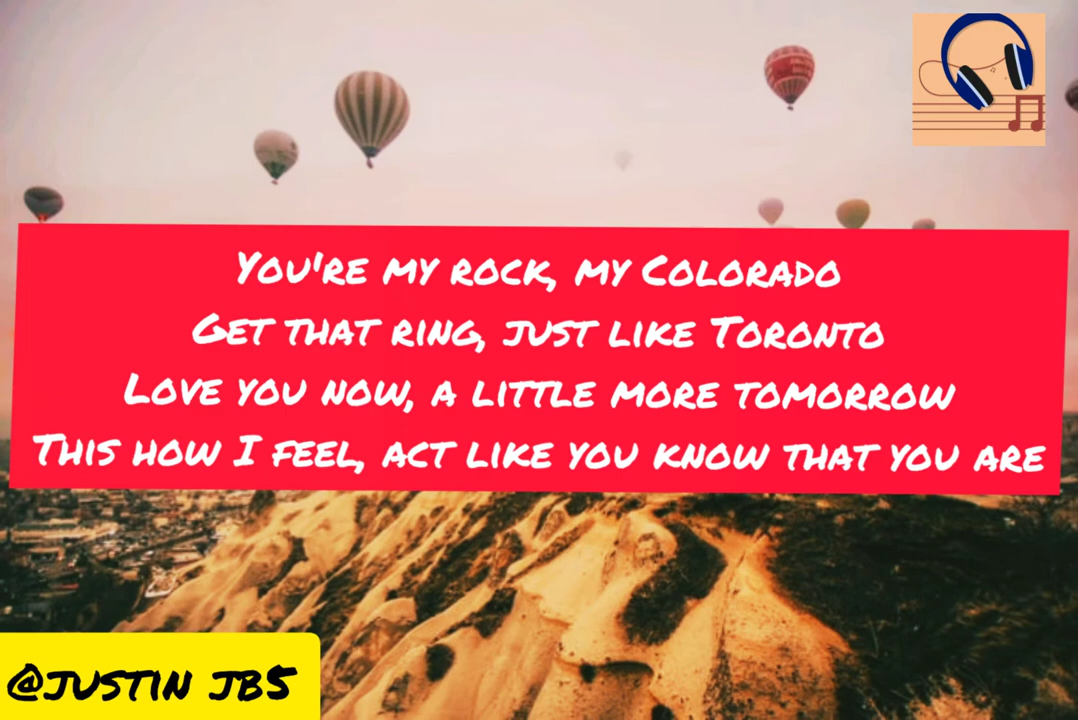 You're my rock, my Colorado
Get that ring, just like Toronto
Love you now, a little more tomorrow
This how I feel, act like you know that you are
@justin jb5